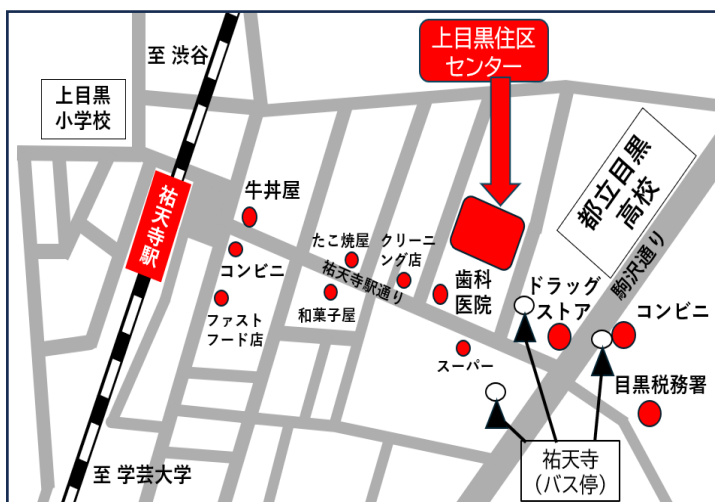 至 渋谷
上目黒住区
センター
上目黒
小学校
都立目黒
高校
祐天寺駅
牛丼屋
たこ焼屋
クリーニ
ング店
コンビニ
祐天寺駅通り
駒沢通り
歯科
医院
ドラッグ
ストア
コンビニ
ファスト
フード店
和菓子屋
スーパー
目黒税務署
至 学芸大学
祐天寺
(バス停)